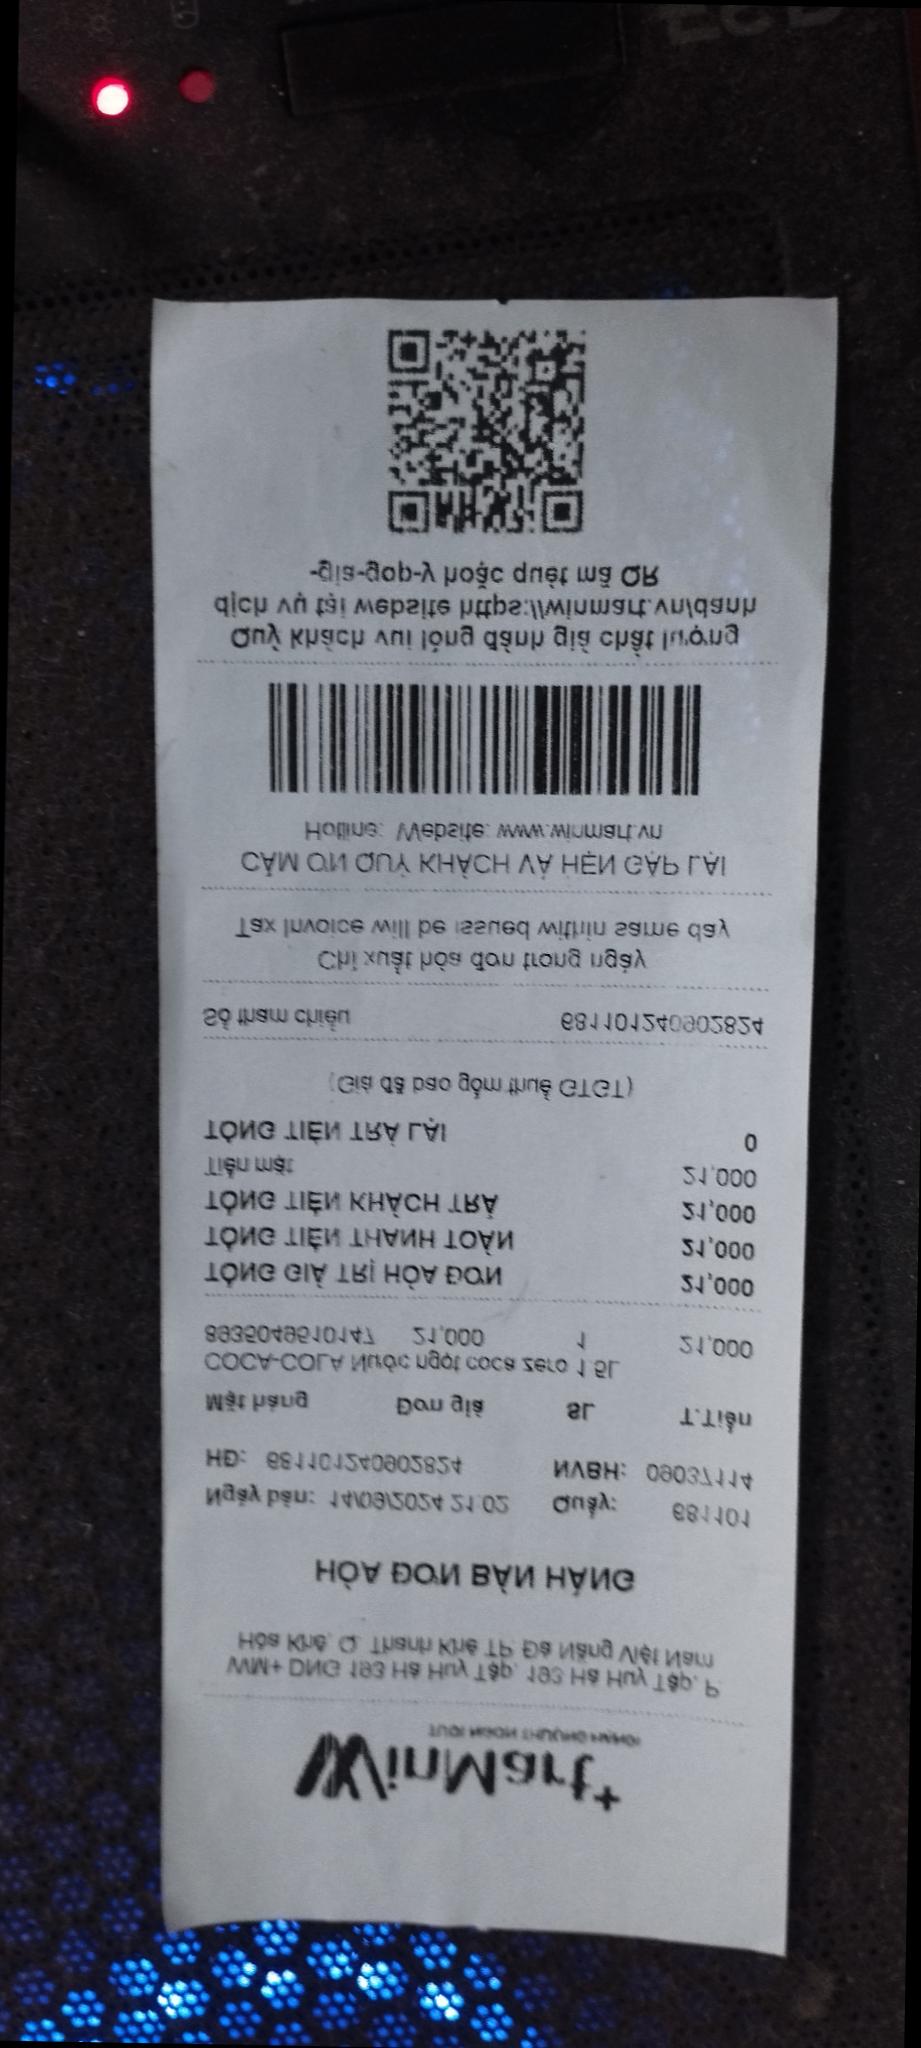 WinMart+
TƯƠI NGON THƯỢNG HẠNG!
WM+ DNG 193 Hà Huy Tập, 193 Hà Huy Tập, P.
Hòa Khê, Q. Thanh Khê TP. Đà Nẵng Việt Nam
HÓA ĐƠN BÁN HÀNG
Ngày bán: 14/09/2024 21:02 Quầy: 681101
HĐ: 681101240902824 NVBH: 09037114
Mặt hàng Đơn giá SL T.Tiền
COCA-COLA Nước ngọt coca zero 1.5L
8935049510147 21,000 1 21,000
TỔNG GIÁ TRỊ HÓA ĐƠN 21,000
TỔNG TIỀN THANH TOÁN 21,000
TỔNG TIỀN KHÁCH TRẢ 21,000
Tiền mặt 21,000
TỔNG TIỀN TRẢ LẠI 0
(Giá đã bao gồm thuế GTGT)
Số tham chiếu 681101240902824
Chỉ xuất hóa đơn trong ngày
Tax Invoice will be issued within same day
CẢM ƠN QUÝ KHÁCH VÀ HẸN GẶP LẠI
Hotline: Website: www.winmart.vn
Quý khách vui lòng đánh giá chất lượng
dịch vụ tại website https://winmart.vn/danh
-gia-gop-y hoặc quét mã QR